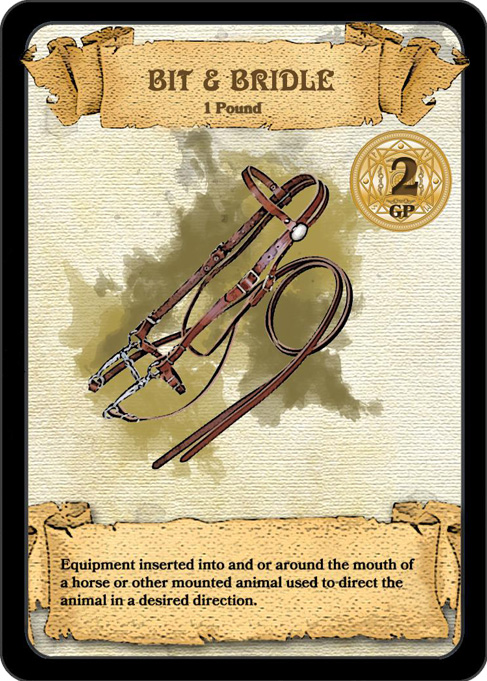 BIT & BRIDLE
1 Pound
2
GP
Equipment inserted into and or around the mouth of
a horse or other mounted animal used to direct the
animal in a desired direction.